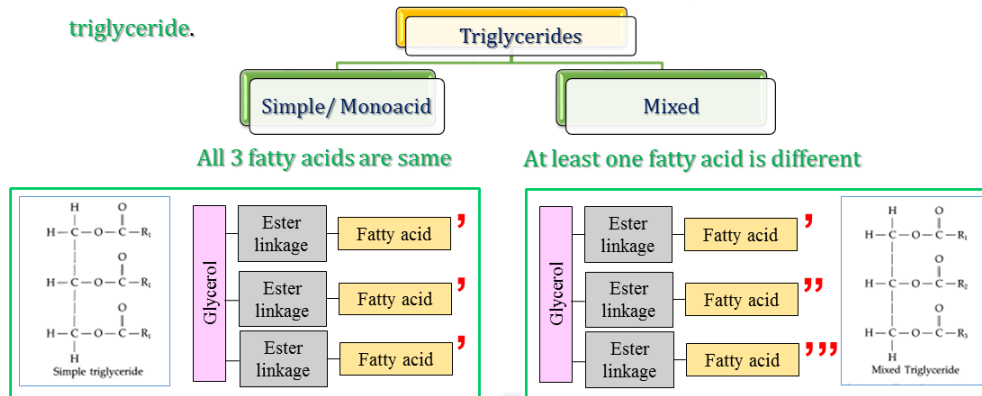 triglyceride.
Triglycerides
Simple/ Monoacid
Mixed
All 3 fatty acids are same
At least one fatty acid is different
H O
H—C—O—C—R₁
O
H—C—O—C—R₁
O
H—C—O—C—R₁
H
Simple triglyceride
Glycerol
Ester
linkage
Fatty acid ’
Ester
linkage
Fatty acid ’
Ester
linkage
Fatty acid ’
Glycerol
Ester
linkage
Fatty acid ’
Ester
linkage
Fatty acid ’’
Ester
linkage
Fatty acid ’’’
H O
H—C—O—C—R₁
O
H—C—O—C—R₂
O
H—C—O—C—R₃
H
Mixed Triglyceride